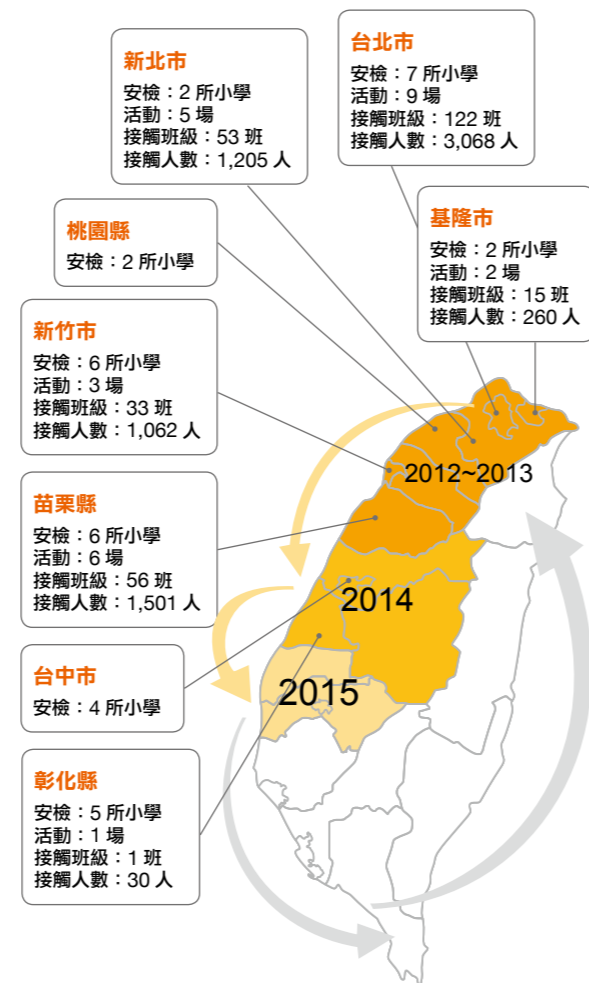 新北市
安檢：2 所小學
活動：5 場
接觸班級：53 班
接觸人數：1,205 人
台北市
安檢：7 所小學
活動：9 場
接觸班級：122 班
接觸人數：3,068 人
桃園縣
安檢：2 所小學
基隆市
安檢：2 所小學
活動：2 場
接觸班級：15 班
接觸人數：260 人
新竹市
安檢：6 所小學
活動：3 場
接觸班級：33 班
接觸人數：1,062 人
2012~2013
苗栗縣
安檢：6 所小學
活動：6 場
接觸班級：56 班
接觸人數：1,501 人
2014
台中市
安檢：4 所小學
2015
彰化縣
安檢：5 所小學
活動：1 場
接觸班級：1 班
接觸人數：30 人